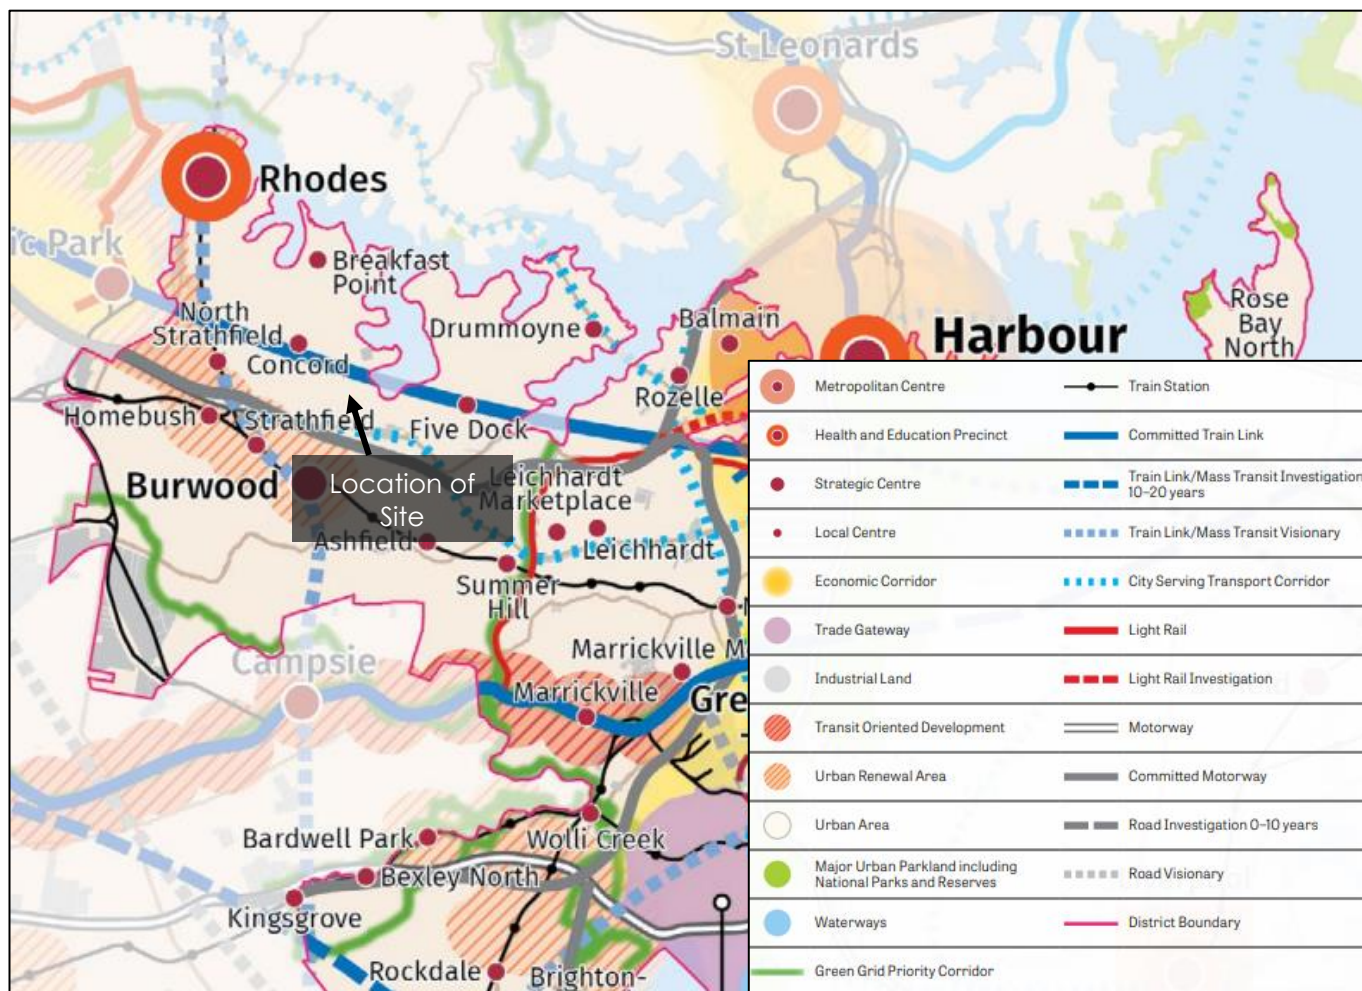 St Leonards
Rhodes
ic Park
Breakfast
Point
North
Strathfield
Concord
Drummoyne
Balmain
Harbour
Rose
Bay
North
Rozelle
Homebush
Strathfield
Five Dock
Burwood
Location of
Site
Leichhardt
Marketplace
Ashfield
Leichhardt
Summer
Hill
Campsie
Marrickville M
Marrickville
Gre
Bardwell Park
Wolli Creek
Bexley North
Kingsgrove
Rockdale
Brighton-
Metropolitan Centre
Train Station
Health and Education Precinct
Committed Train Link
Strategic Centre
Train Link/Mass Transit Investigation
10–20 years
Local Centre
Train Link/Mass Transit Visionary
Economic Corridor
City Serving Transport Corridor
Trade Gateway
Light Rail
Industrial Land
Light Rail Investigation
Transit Oriented Development
Motorway
Urban Renewal Area
Committed Motorway
Urban Area
Road Investigation 0–10 years
Major Urban Parkland including
National Parks and Reserves
Road Visionary
Waterways
District Boundary
Green Grid Priority Corridor